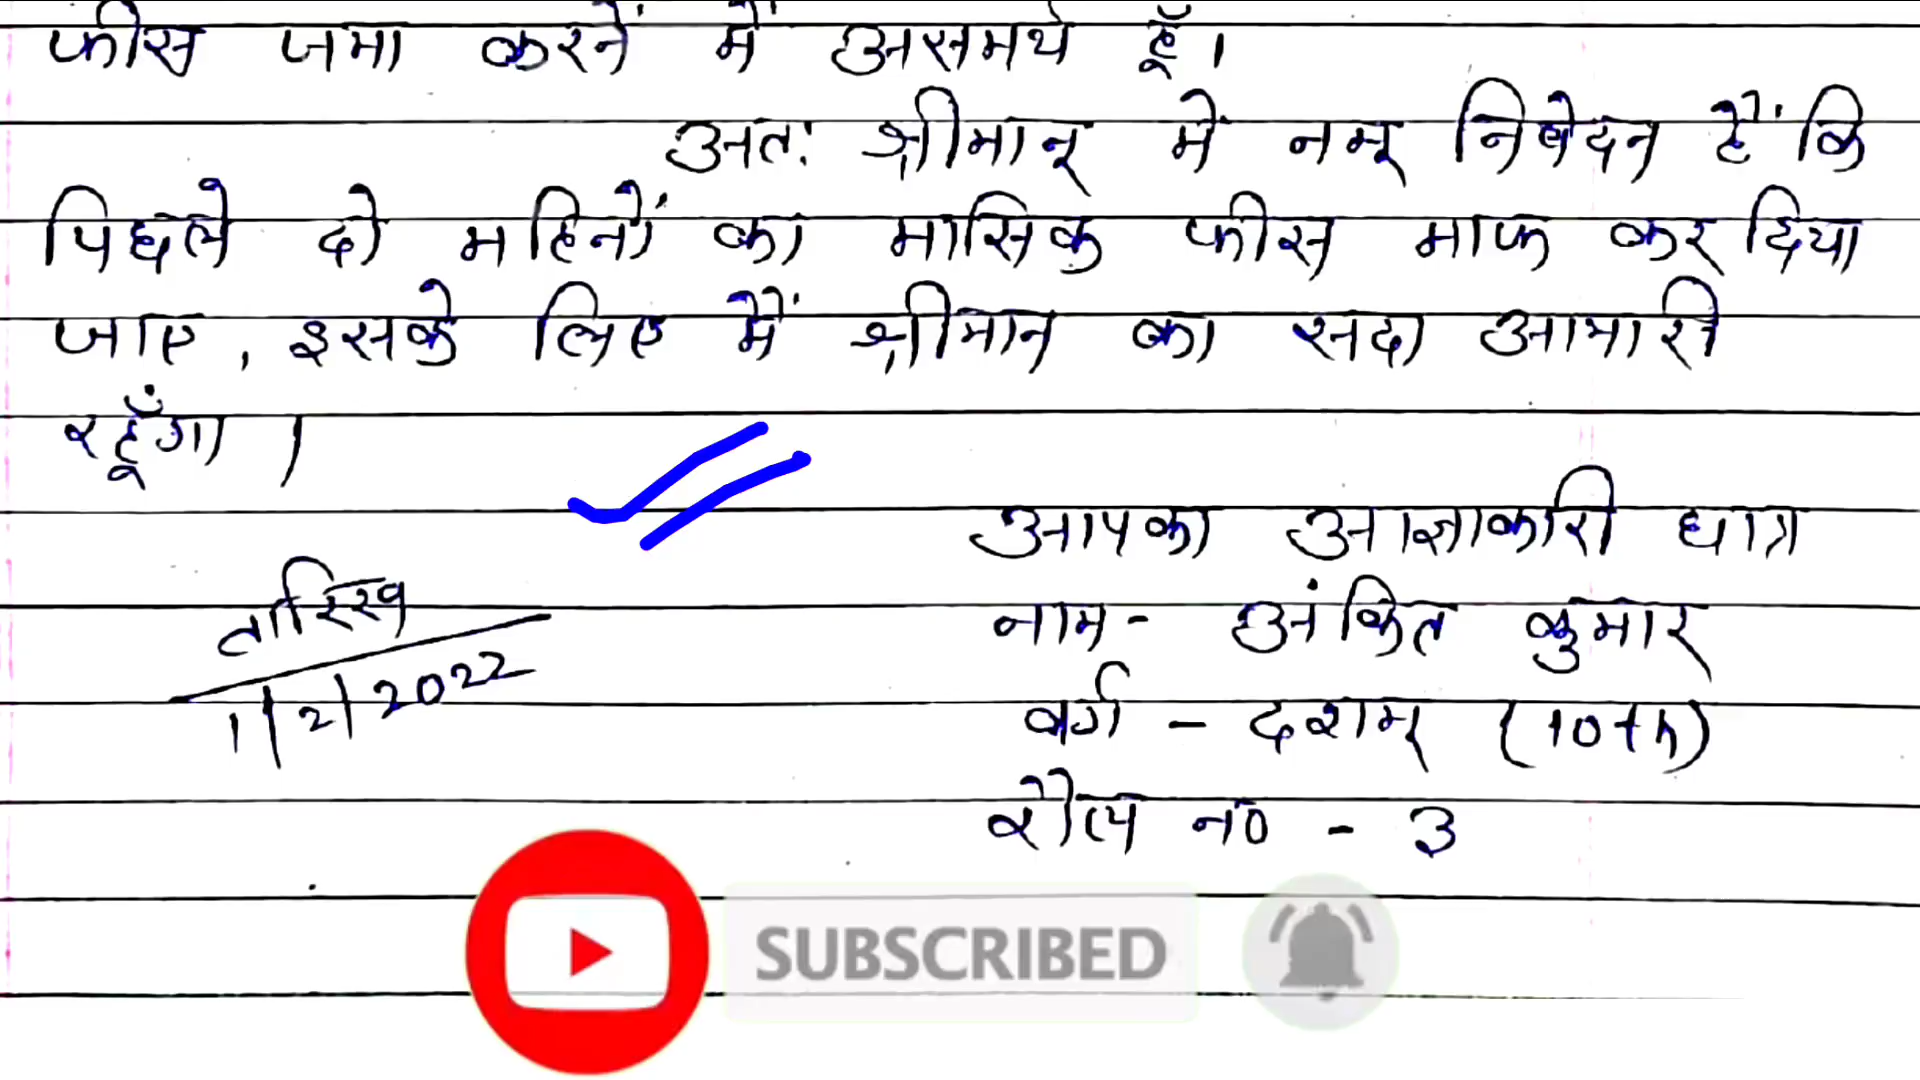 फीस जमा करनें में असमर्थ हूँ।
अतः श्रीमान् में नम्र निवेदन हैं कि
पिछले दो महिनों का मासिक फीस माफ कर दिया
जाए, इसके लिए मैं श्रीमान का सदा आभारी
रहूँगा।
आपका आज्ञाकारी छात्र
तारिख
नाम- अंकित कुमार
1/2/2022
वर्ग - दशम् (10th)
रौल न० - 3
SUBSCRIBED